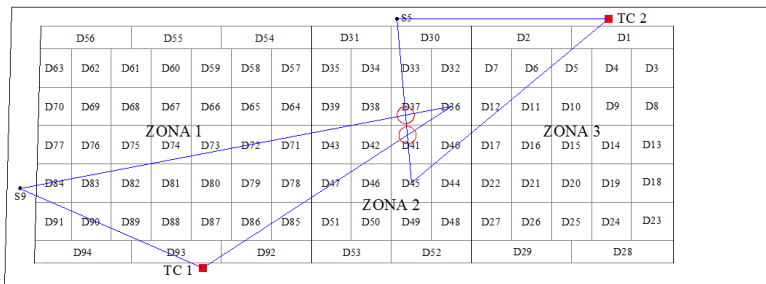 S5 TC 2
D56 D55 D54 D31 D30 D2 D1
D63 D62 D61 D60 D59 D58 D57 D35 D34 D33 D32 D7 D6 D5 D4 D3
D70 D69 D68 D67 D66 D65 D64 D39 D38 D37 D36 D12 D11 D10 D9 D8
ZONA 1 ZONA 3
D77 D76 D75 D74 D73 D72 D71 D43 D42 D41 D40 D17 D16 D15 D14 D13
D84 D83 D82 D81 D80 D79 D78 D47 D46 D45 D44 D22 D21 D20 D19 D18
S9
ZONA 2
D91 D90 D89 D88 D87 D86 D85 D51 D50 D49 D48 D27 D26 D25 D24 D23
D94 D93 D92 D53 D52 D29 D28
TC 1